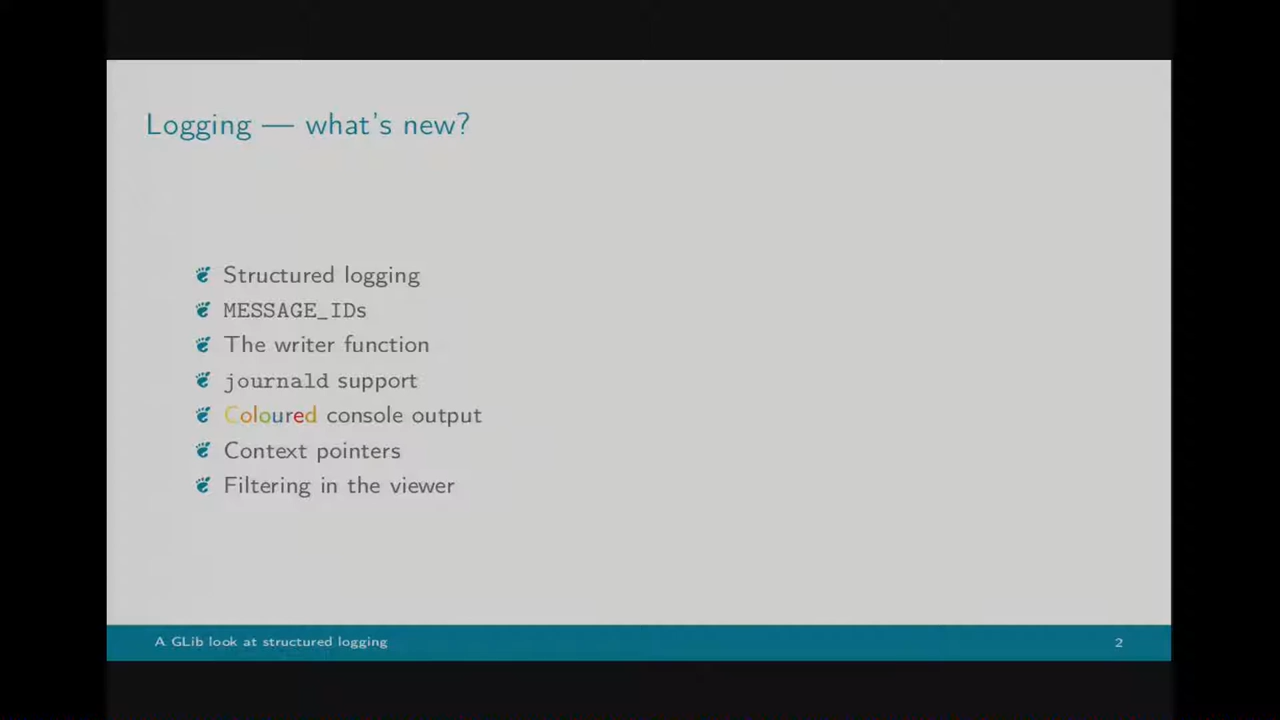 Logging — what's new?
Structured logging
MESSAGE_IDs
The writer function
journald support
Coloured console output
Context pointers
Filtering in the viewer
A GLib look at structured logging
2